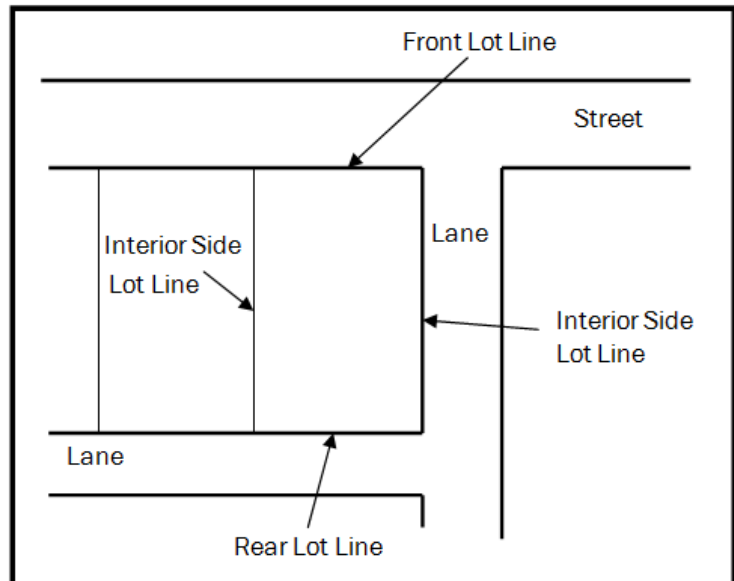 Front Lot Line
Street
Lane
Interior Side
Lot Line
Interior Side
Lot Line
Lane
Rear Lot Line